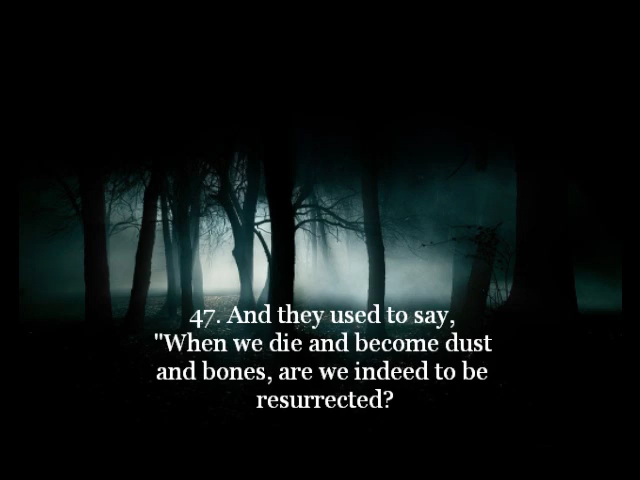 47. And they used to say,
"When we die and become dust
and bones, are we indeed to be
resurrected?